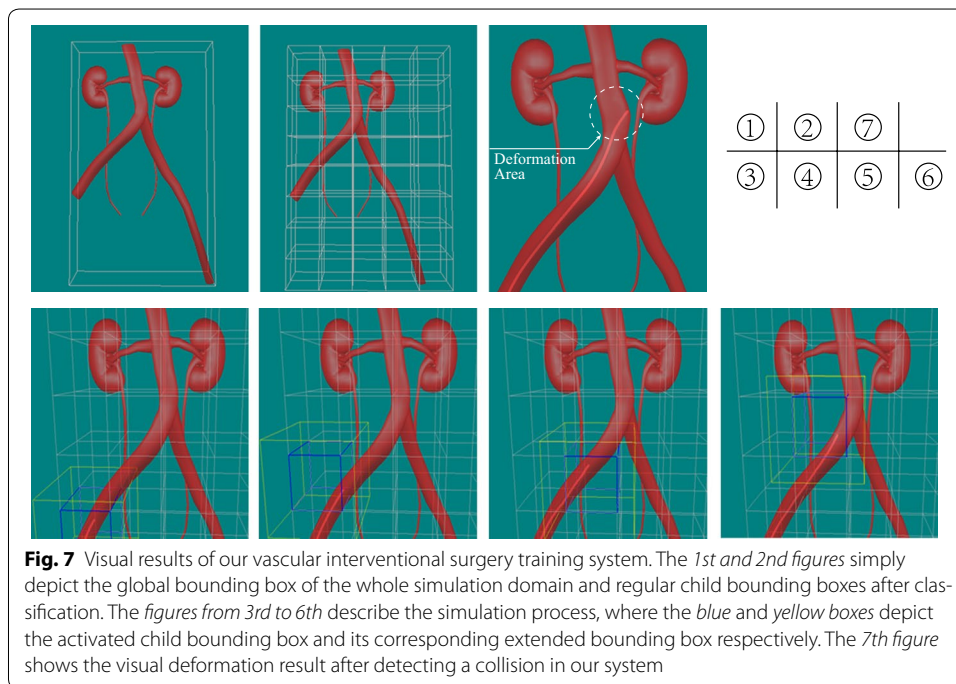 Deformation
Area
① ② ⑦
③ ④ ⑤ ⑥
Fig. 7 Visual results of our vascular interventional surgery training system. The 1st and 2nd figures simply
depict the global bounding box of the whole simulation domain and regular child bounding boxes after clas-
sification. The figures from 3rd to 6th describe the simulation process, where the blue and yellow boxes depict
the activated child bounding box and its corresponding extended bounding box respectively. The 7th figure
shows the visual deformation result after detecting a collision in our system